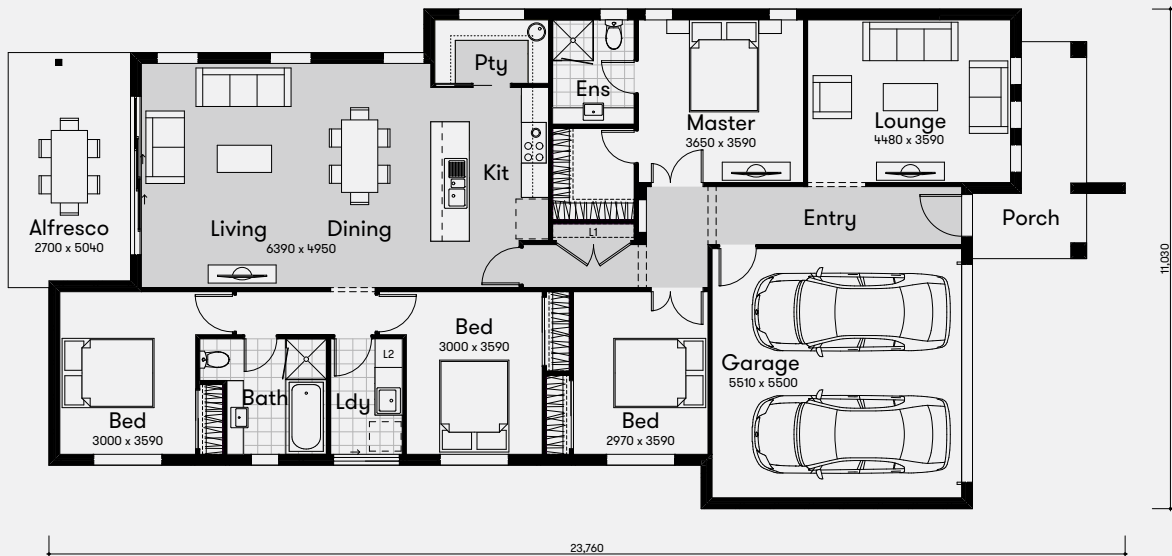 Pty
Ens
Master
3650 x 3590
Lounge
4480 x 3590
Kit
Alfresco
2700 x 5040
Living
Dining
6390 x 4950
L1
Entry
Porch
Bed
3000 x 3590
Bath
L2
Ldy
Bed
3000 x 3590
Bed
2970 x 3590
Garage
5510 x 5500
11,030
23,760